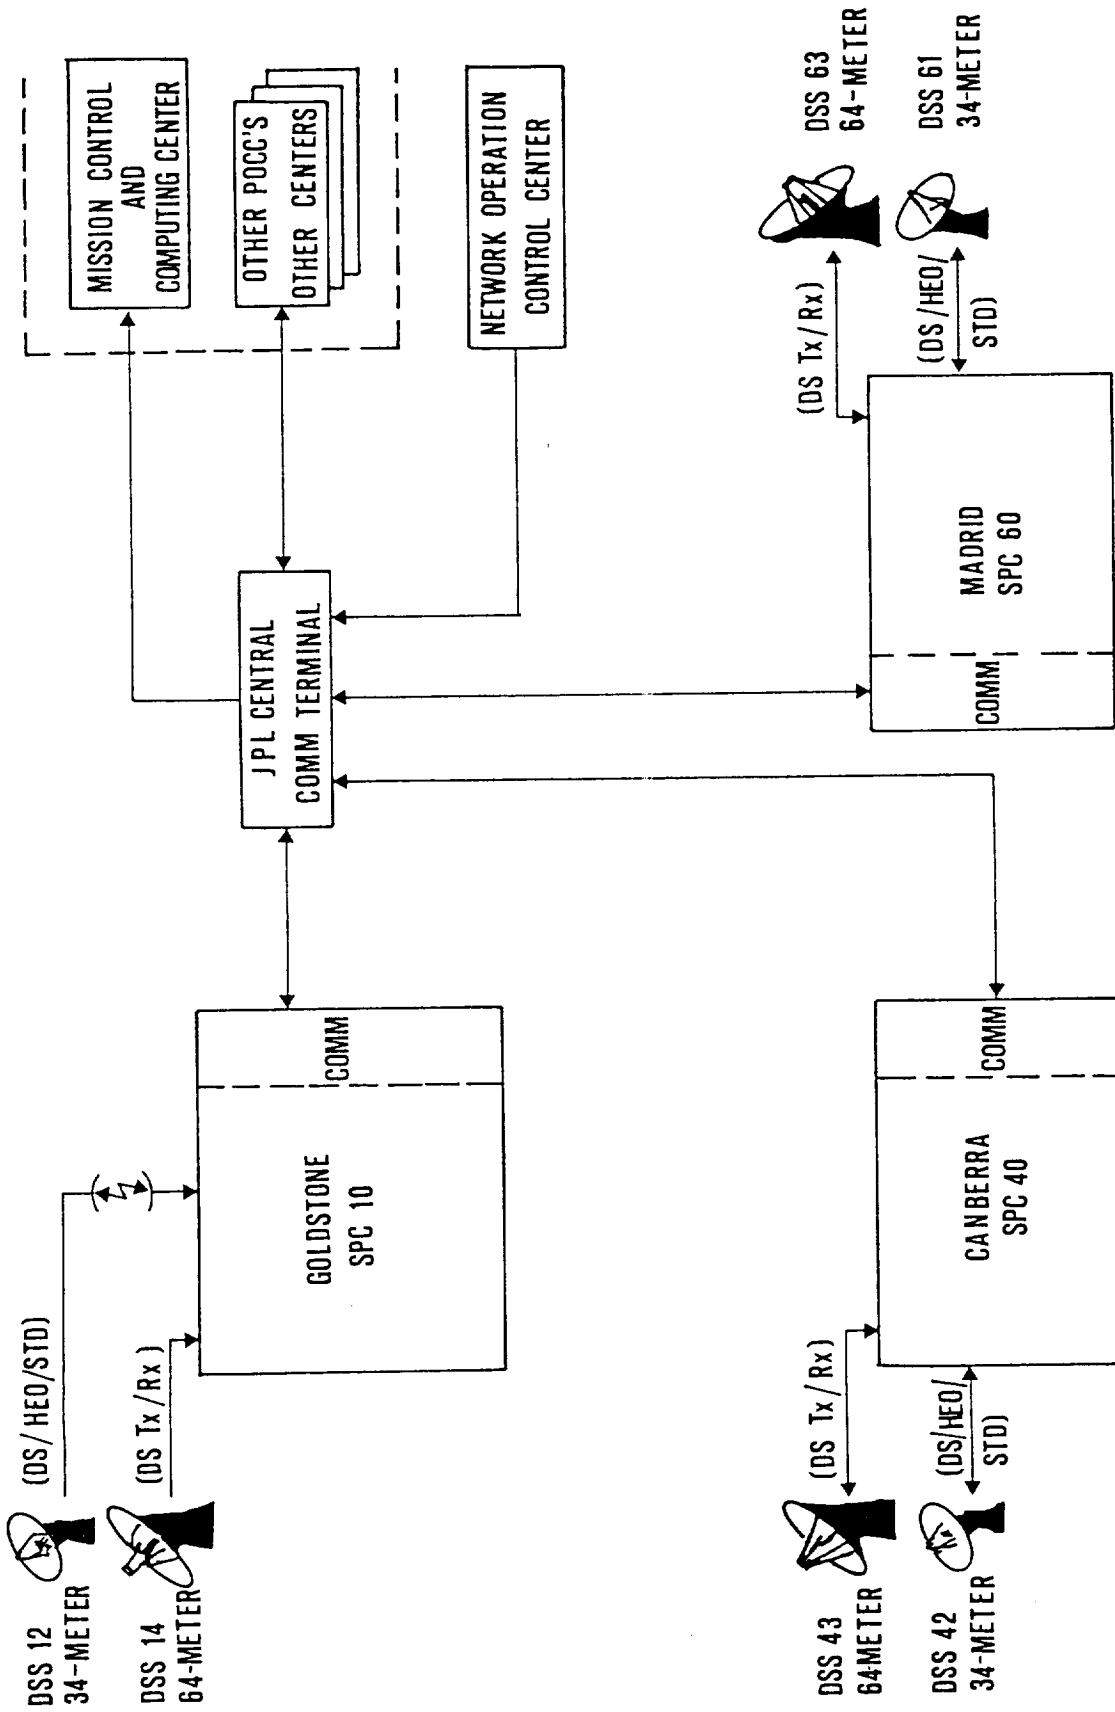 DSS 12
34-METER
(DS/HEO/STD)
DSS 14
64-METER
(DS Tx/Rx)
GOLDSTONE
SPC 10
COMM
JPL CENTRAL
COMM TERMINAL
MISSION CONTROL
AND
COMPUTING CENTER
OTHER POCC'S
OTHER CENTERS
NETWORK OPERATION
CONTROL CENTER
DSS 43
64-METER
(DS Tx/Rx)
DSS 42
34-METER
(DS/HEO/
STD)
CANBERRA
SPC 40
COMM
COMM
MADRID
SPC 60
(DS Tx/Rx)
(DS/HEO/
STD)
DSS 63
64-METER
DSS 61
34-METER